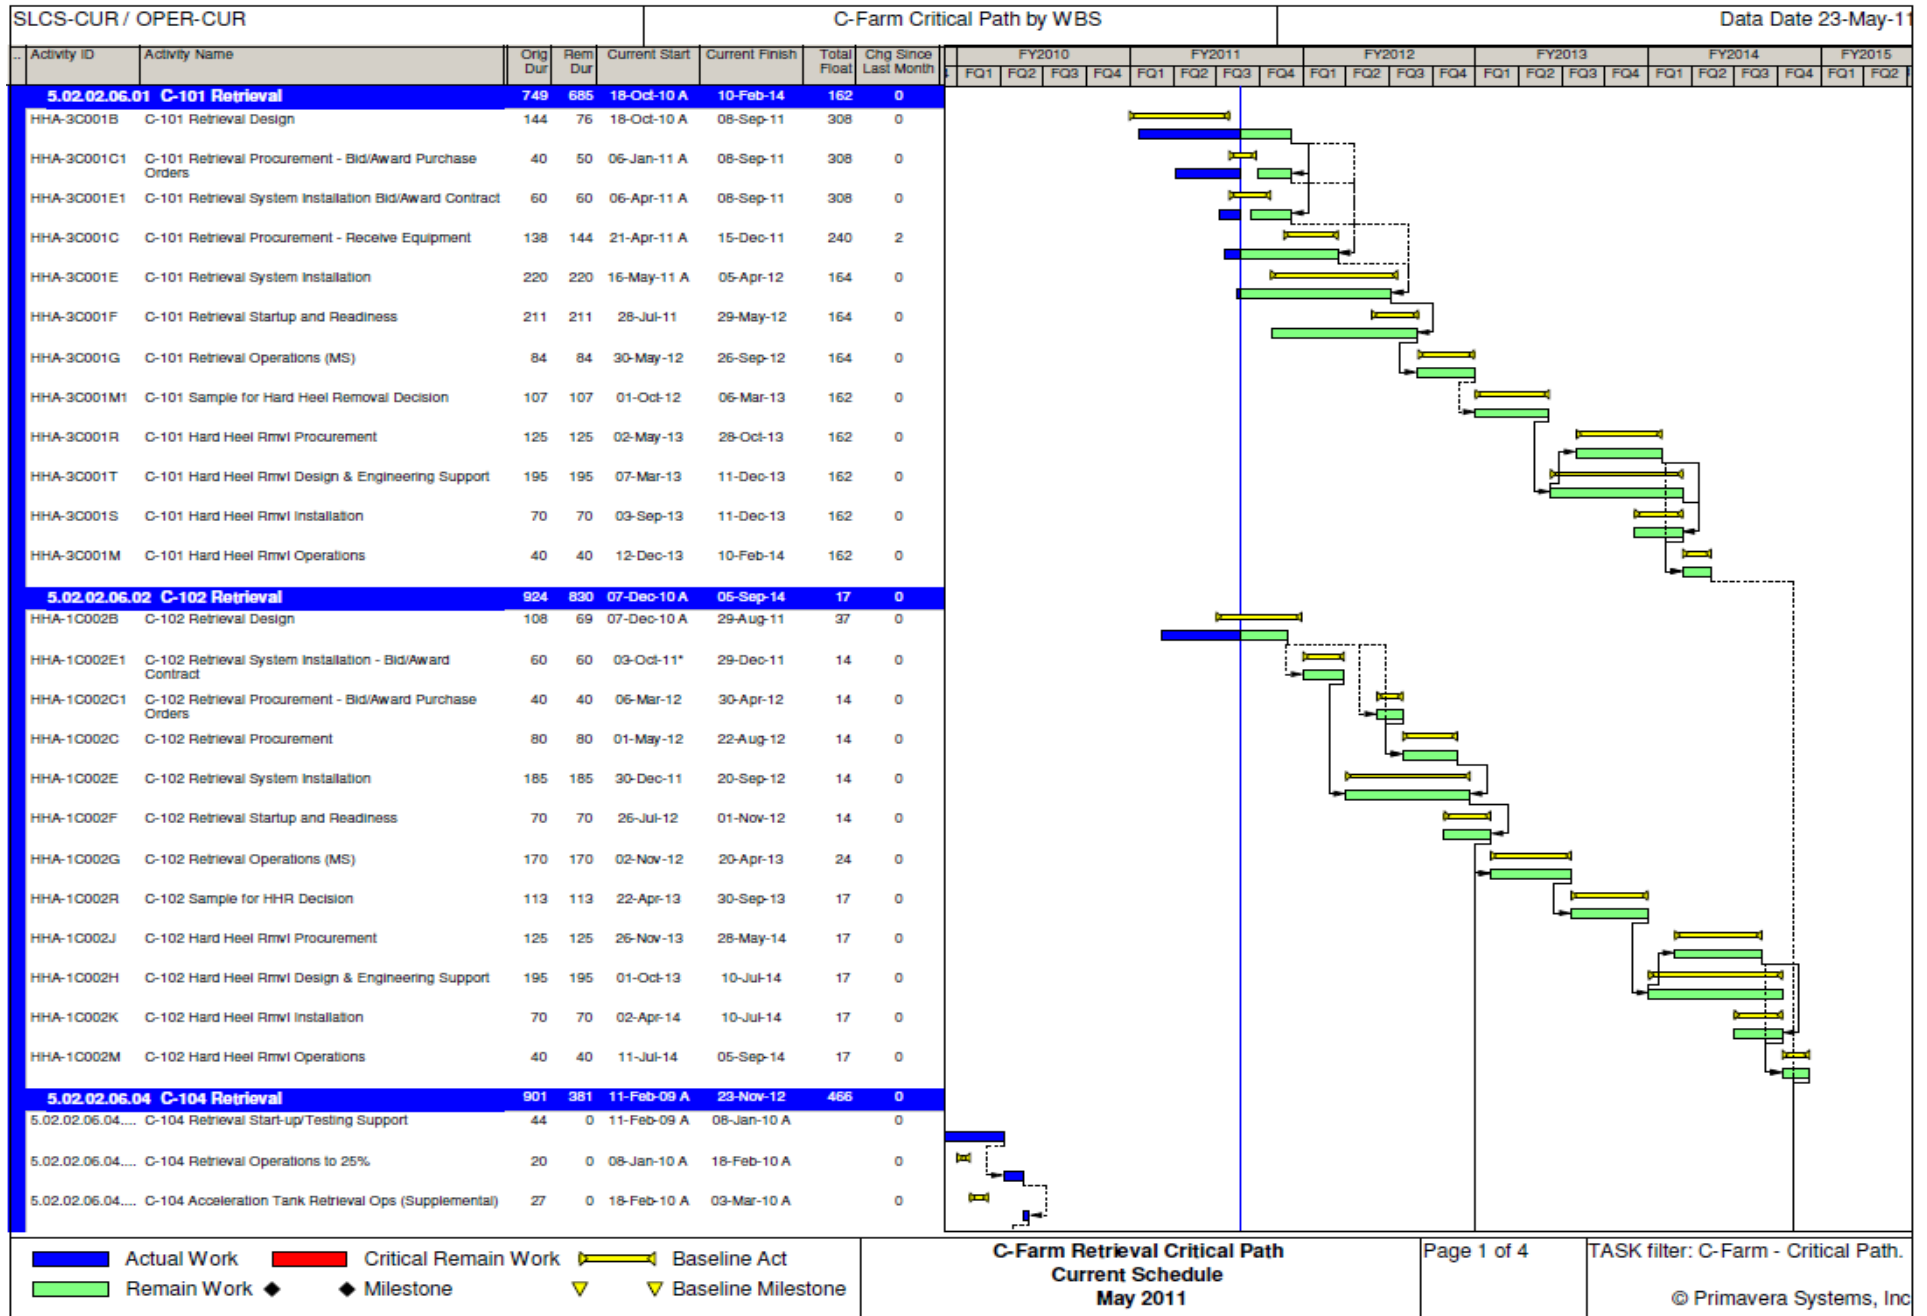 SLCS-CUR / OPER-CUR C-Farm Critical Path by WBS Data Date 23-May-11
.. Activity ID Activity Name Orig Dur Rem Dur Current Start Current Finish Total Float Chg Since Last Month FY2010 FY2011 FY2012 FY2013 FY2014 FY2015
FQ1 FQ2 FQ3 FQ4 FQ1 FQ2 FQ3 FQ4 FQ1 FQ2 FQ3 FQ4 FQ1 FQ2 FQ3 FQ4 FQ1 FQ2 FQ3 FQ4 FQ1 FQ2
5.02.02.06.01 C-101 Retrieval 749 685 18-Oct-10 A 10-Feb-14 162 0
HHA-3C001B C-101 Retrieval Design 144 76 18-Oct-10 A 08-Sep-11 308 0
HHA-3C001C1 C-101 Retrieval Procurement - Bid/Award Purchase Orders 40 50 06-Jan-11 A 08-Sep-11 308 0
HHA-3C001E1 C-101 Retrieval System Installation Bid/Award Contract 60 60 06-Apr-11 A 08-Sep-11 308 0
HHA-3C001C C-101 Retrieval Procurement - Receive Equipment 138 144 21-Apr-11 A 15-Dec-11 240 2
HHA-3C001E C-101 Retrieval System Installation 220 220 16-May-11 A 05-Apr-12 164 0
HHA-3C001F C-101 Retrieval Startup and Readiness 211 211 28-Jul-11 29-May-12 164 0
HHA-3C001G C-101 Retrieval Operations (MS) 84 84 30-May-12 26-Sep-12 164 0
HHA-3C001M1 C-101 Sample for Hard Heel Removal Decision 107 107 01-Oct-12 06-Mar-13 162 0
HHA-3C001R C-101 Hard Heel Rmvl Procurement 125 125 02-May-13 28-Oct-13 162 0
HHA-3C001T C-101 Hard Heel Rmvl Design & Engineering Support 195 195 07-Mar-13 11-Dec-13 162 0
HHA-3C001S C-101 Hard Heel Rmvl Installation 70 70 03-Sep-13 11-Dec-13 162 0
HHA-3C001M C-101 Hard Heel Rmvl Operations 40 40 12-Dec-13 10-Feb-14 162 0
5.02.02.06.02 C-102 Retrieval 924 830 07-Dec-10 A 05-Sep-14 17 0
HHA-1C002B C-102 Retrieval Design 108 69 07-Dec-10 A 29-Aug-11 37 0
HHA-1C002E1 C-102 Retrieval System Installation - Bid/Award Contract 60 60 03-Oct-11* 29-Dec-11 14 0
HHA-1C002C1 C-102 Retrieval Procurement - Bid/Award Purchase Orders 40 40 06-Mar-12 30-Apr-12 14 0
HHA-1C002C C-102 Retrieval Procurement 80 80 01-May-12 22-Aug-12 14 0
HHA-1C002E C-102 Retrieval System Installation 185 185 30-Dec-11 20-Sep-12 14 0
HHA-1C002F C-102 Retrieval Startup and Readiness 70 70 26-Jul-12 01-Nov-12 14 0
HHA-1C002G C-102 Retrieval Operations (MS) 170 170 02-Nov-12 20-Apr-13 24 0
HHA-1C002R C-102 Sample for HHR Decision 113 113 22-Apr-13 30-Sep-13 17 0
HHA-1C002J C-102 Hard Heel Rmvl Procurement 125 125 26-Nov-13 28-May-14 17 0
HHA-1C002H C-102 Hard Heel Rmvl Design & Engineering Support 195 195 01-Oct-13 10-Jul-14 17 0
HHA-1C002K C-102 Hard Heel Rmvl Installation 70 70 02-Apr-14 10-Jul-14 17 0
HHA-1C002M C-102 Hard Heel Rmvl Operations 40 40 11-Jul-14 05-Sep-14 17 0
5.02.02.06.04 C-104 Retrieval 901 381 11-Feb-09 A 23-Nov-12 466 0
5.02.02.06.04.... C-104 Retrieval Start-up/Testing Support 44 0 11-Feb-09 A 08-Jan-10 A 0
5.02.02.06.04.... C-104 Retrieval Operations to 25% 20 0 08-Jan-10 A 18-Feb-10 A 0
5.02.02.06.04.... C-104 Acceleration Tank Retrieval Ops (Supplemental) 27 0 18-Feb-10 A 03-Mar-10 A 0
Actual Work Critical Remain Work Baseline Act
Remain Work Milestone Baseline Milestone
C-Farm Retrieval Critical Path
Current Schedule
May 2011
Page 1 of 4
TASK filter: C-Farm - Critical Path.
© Primavera Systems, Inc